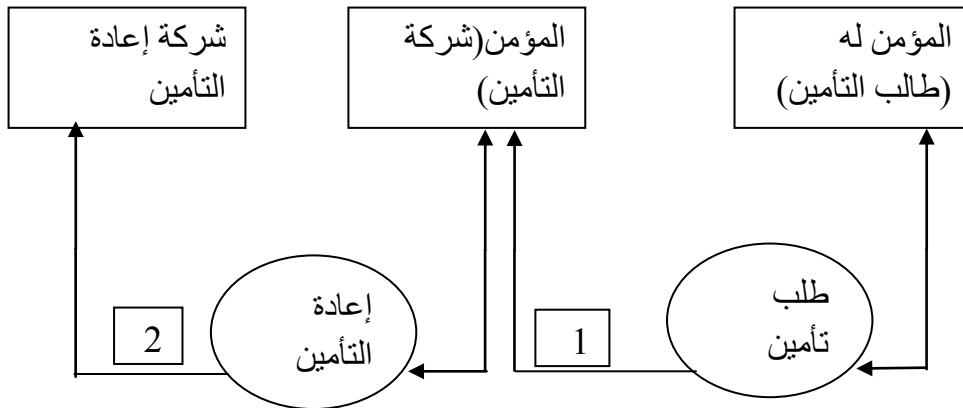 المؤمن له
(طالب التأمين)
المؤمن(شركة
التأمين)
شركة إعادة
التأمين
طلب
تأمين
1
إعادة
التأمين
2